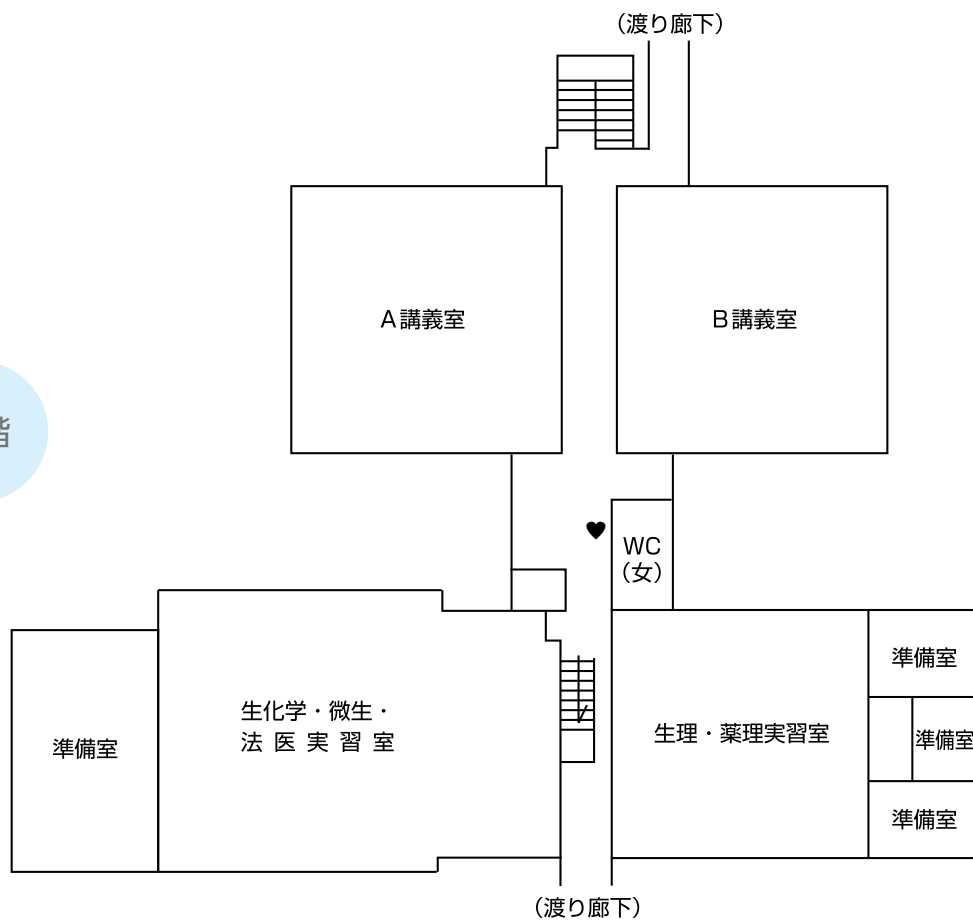 （渡り廊下）
A講義室
B講義室
階
WC
（女）
準備室
生化学・微生・
法医実習室
準備室
生理・薬理実習室
準備室
準備室
（渡り廊下）